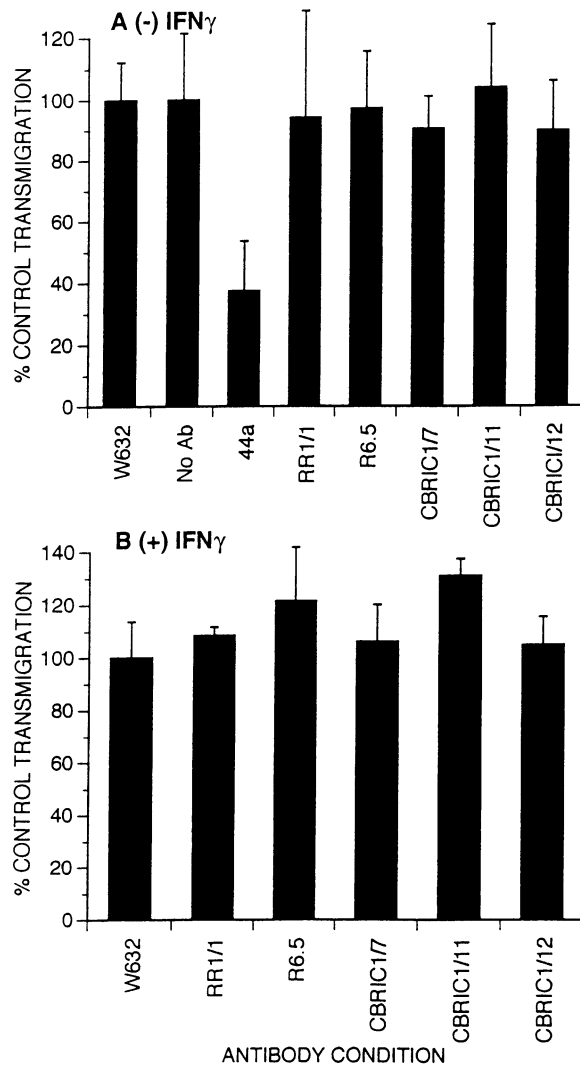 A (-) IFNγ
% CONTROL TRANSMIGRATION
120
100
80
60
40
20
0
W632
No Ab
44a
RR1/1
R6.5
CBRIC1/7
CBRIC1/11
CBRICI/12
B (+) IFNγ
% CONTROL TRANSMIGRATION
140
120
100
80
60
40
20
0
W632
RR1/1
R6.5
CBRIC1/7
CBRIC1/11
CBRIC1/12
ANTIBODY CONDITION